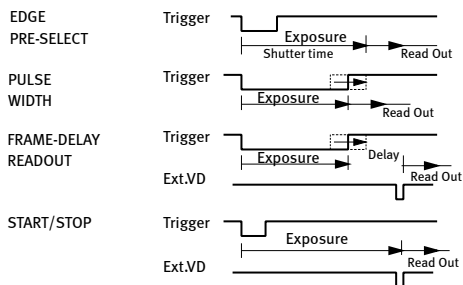 EDGE
PRE-SELECT
Trigger
Exposure
Shutter time
Read Out
PULSE
WIDTH
Trigger
Exposure
Read Out
FRAME-DELAY
READOUT
Trigger
Exposure
Delay
Read Out
Ext.VD
START/STOP
Trigger
Exposure
Read Out
Ext.VD